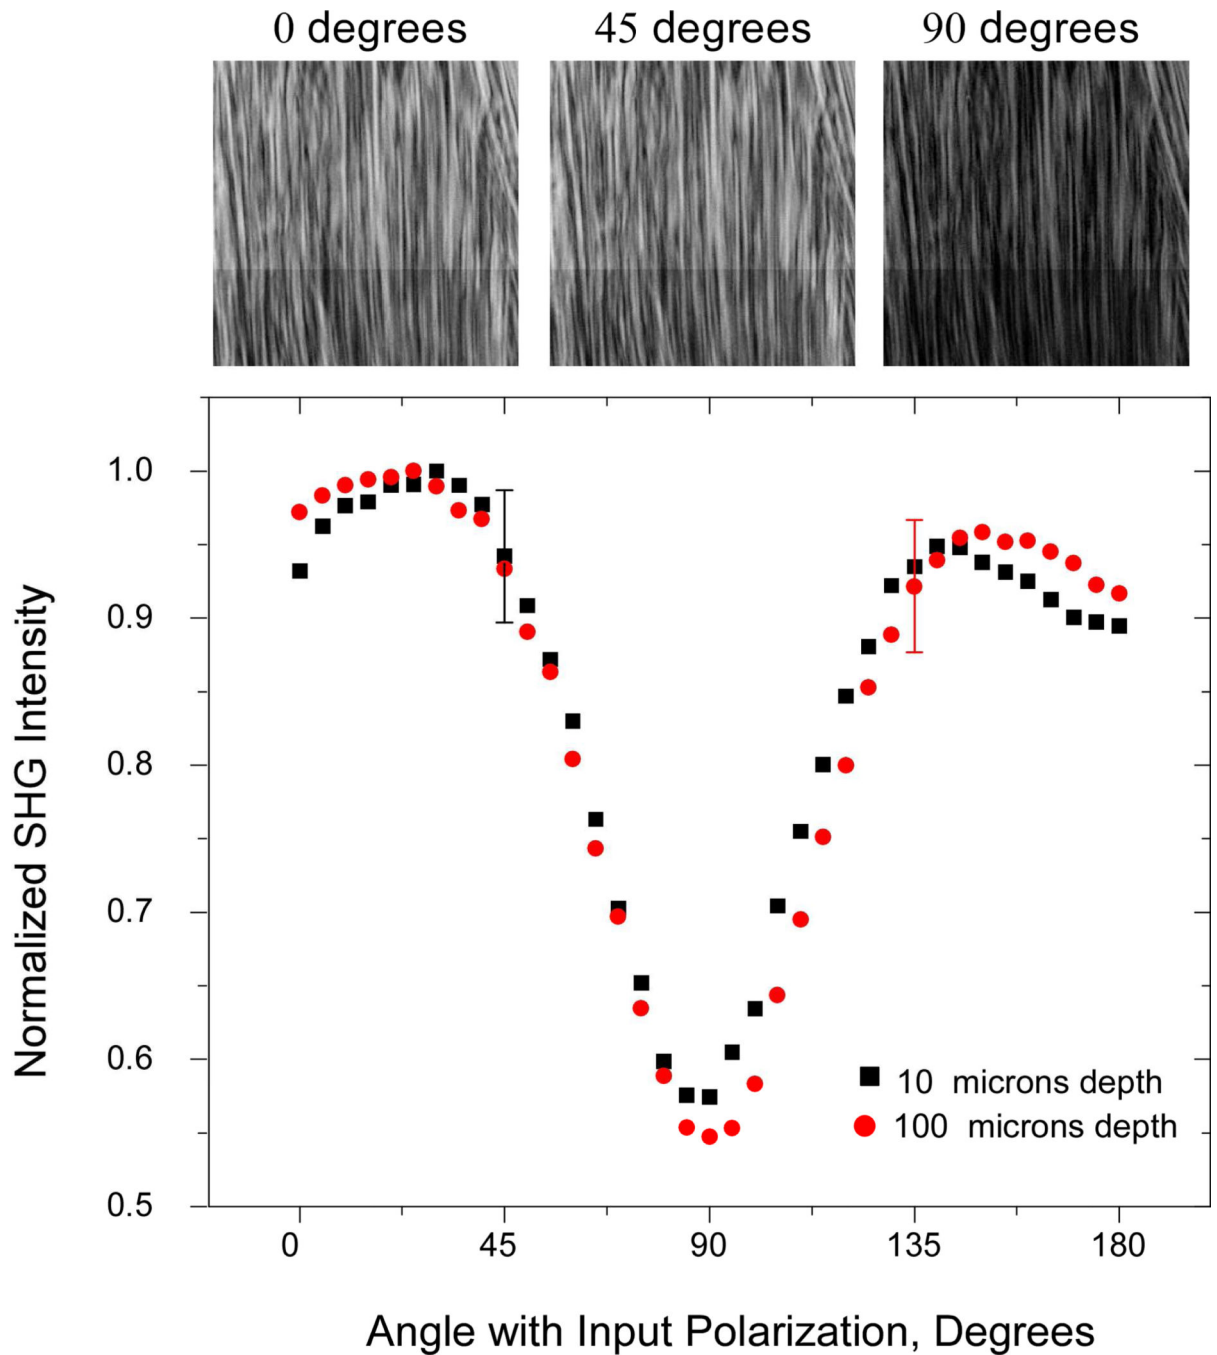 0 degrees 45 degrees 90 degrees
Normalized SHG Intensity
1.0
0.9
0.8
0.7
0.6
0.5
10 microns depth
100 microns depth
0 45 90 135 180
Angle with Input Polarization, Degrees